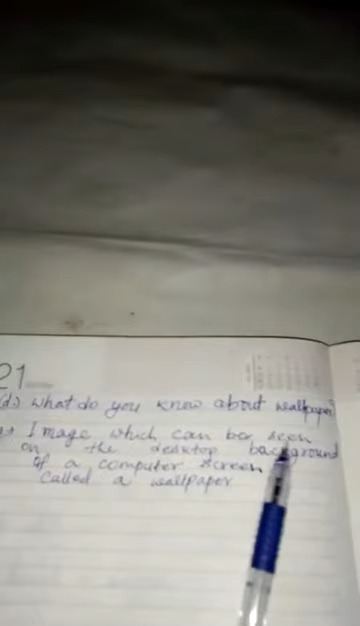 21
(d.) What do you know about wallpaper?
Image which can be seen
on the desktop background
of a computer screen
called a wallpaper